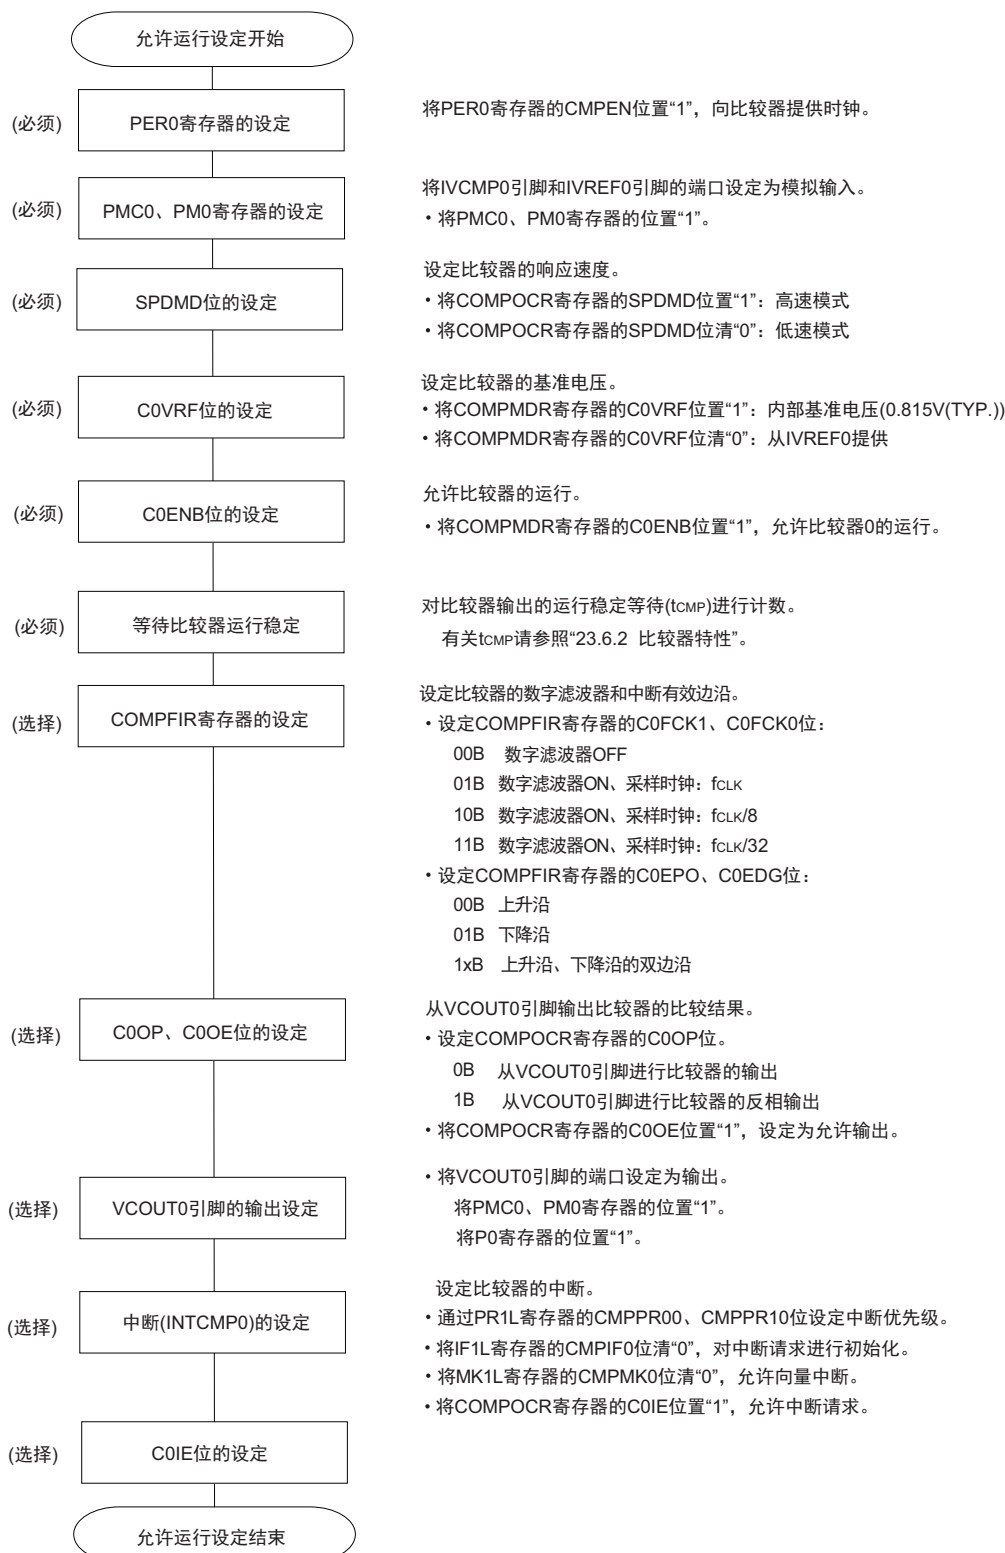 允许运行设定开始
(必须)
PER0寄存器的设定
将PER0寄存器的CMPEN位置“1”，向比较器提供时钟。
(必须)
PMC0、PM0寄存器的设定
将IVCMP0引脚和IVREF0引脚的端口设定为模拟输入。
・将PMC0、PM0寄存器的位置“1”。
(必须)
SPDMD位的设定
设定比较器的响应速度。
・将COMPOCR寄存器的SPDMD位置“1”：高速模式
・将COMPOCR寄存器的SPDMD位清“0”：低速模式
(必须)
C0VRF位的设定
设定比较器的基准电压。
・将COMPMDR寄存器的C0VRF位置“1”：内部基准电压(0.815V(TYP.))
・将COMPMDR寄存器的C0VRF位清“0”：从IVREF0提供
(必须)
C0ENB位的设定
允许比较器的运行。
・将COMPMDR寄存器的C0ENB位置“1”，允许比较器0的运行。
(必须)
等待比较器运行稳定
对比较器输出的运行稳定等待(tCMP)进行计数。
有关tCMP请参照“23.6.2 比较器特性”。
(选择)
COMPFIR寄存器的设定
设定比较器的数字滤波器和中断有效边沿。
・设定COMPFIR寄存器的C0FCK1、C0FCK0位：
00B 数字滤波器OFF
01B 数字滤波器ON、采样时钟：fCLK
10B 数字滤波器ON、采样时钟：fCLK/8
11B 数字滤波器ON、采样时钟：fCLK/32
・设定COMPFIR寄存器的C0EPO、C0EDG位：
00B 上升沿
01B 下降沿
1xB 上升沿、下降沿的双边沿
(选择)
C0OP、C0OE位的设定
从VCOUT0引脚输出比较器的比较结果。
・设定COMPOCR寄存器的C0OP位。
0B 从VCOUT0引脚进行比较器的输出
1B 从VCOUT0引脚进行比较器的反相输出
・将COMPOCR寄存器的C0OE位置“1”，设定为允许输出。
(选择)
VCOUT0引脚的输出设定
・将VCOUT0引脚的端口设定为输出。
将PMC0、PM0寄存器的位置“1”。
将P0寄存器的位置“1”。
(选择)
中断(INTCMP0)的设定
设定比较器的中断。
・通过PR1L寄存器的CMPPR00、CMPPR10位设定中断优先级。
・将IF1L寄存器的CMPIF0位清“0”，对中断请求进行初始化。
・将MK1L寄存器的CMPMK0位清“0”，允许向量中断。
・将COMPOCR寄存器的C0IE位置“1”，允许中断请求。
(选择)
C0IE位的设定
允许运行设定结束